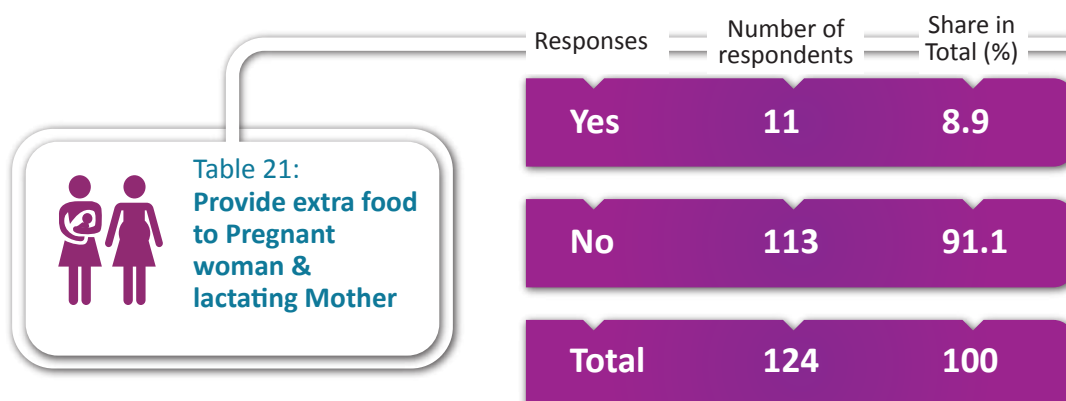 Responses Number of respondents Share in Total (%)
Table 21:
Provide extra food
to Pregnant
woman &
lactating Mother
Yes 11 8.9
No 113 91.1
Total 124 100